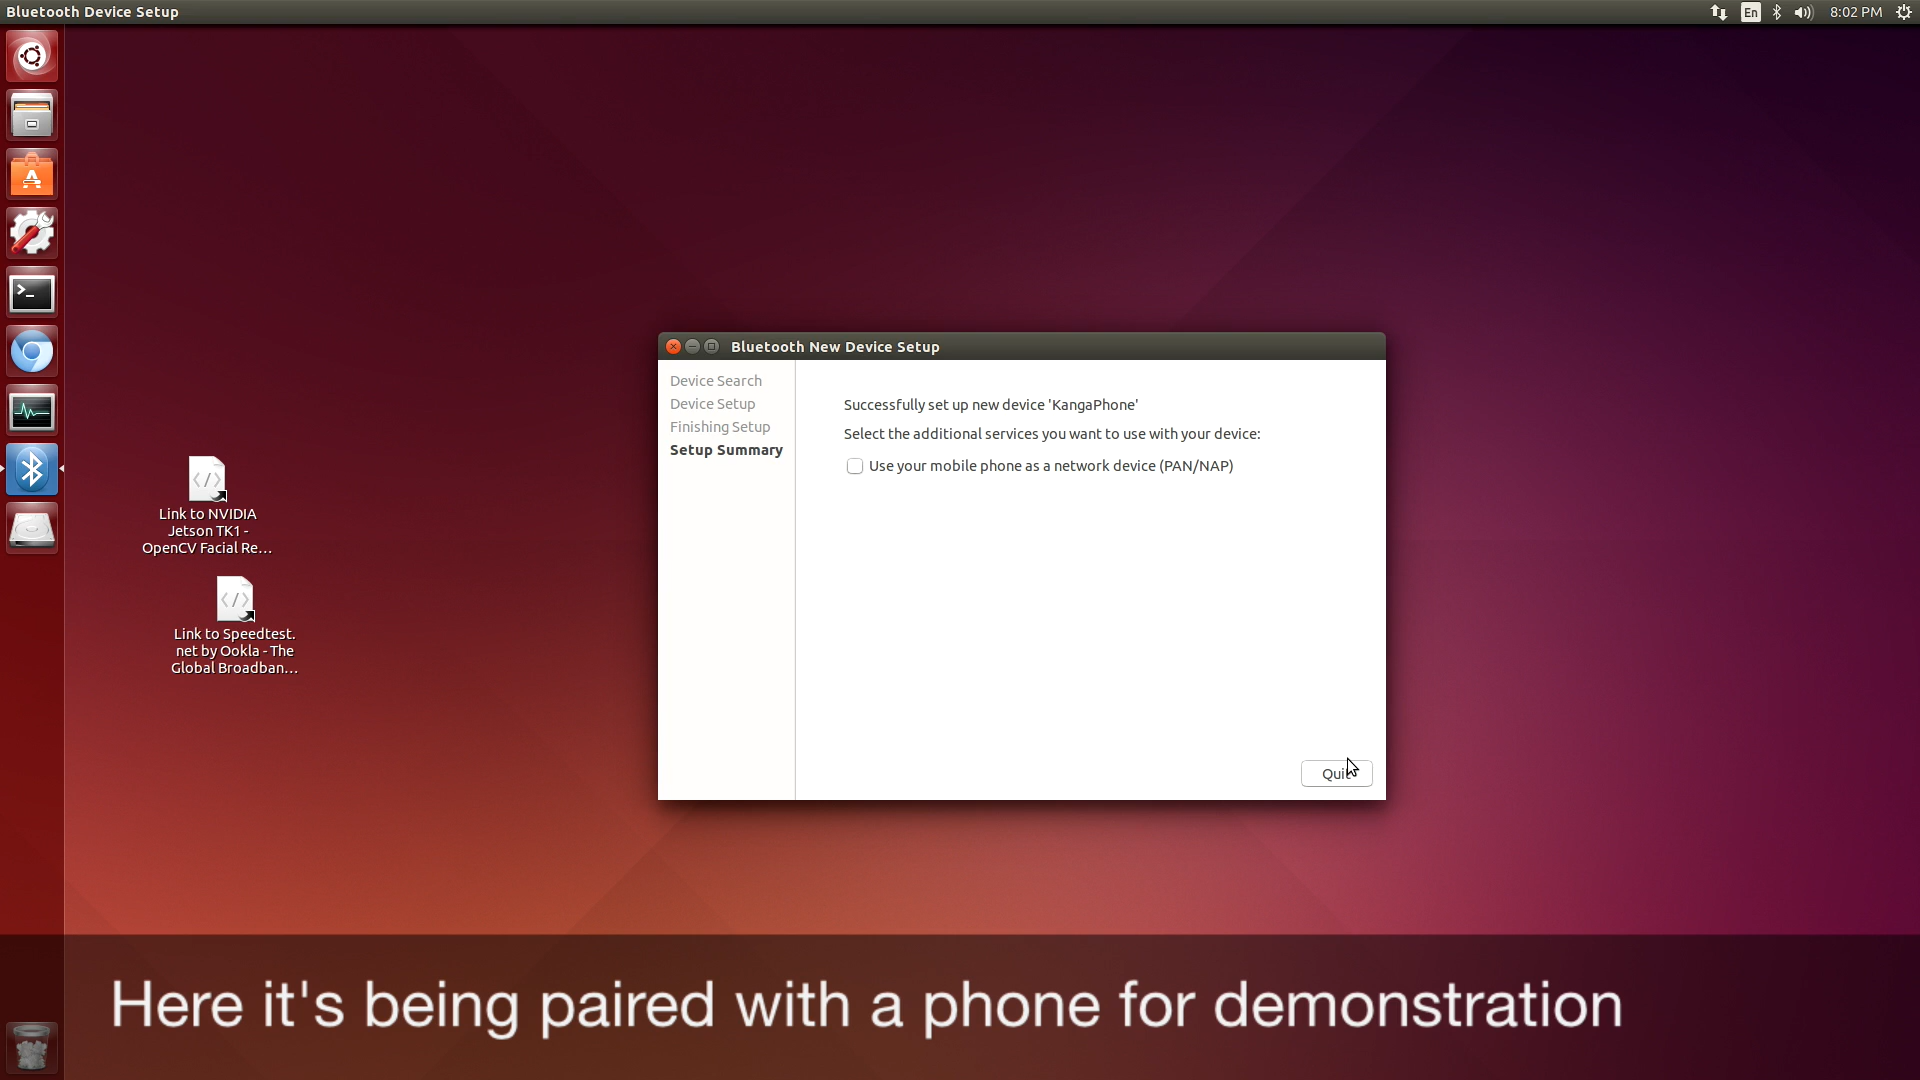 Bluetooth Device Setup
En
8:02 PM
Bluetooth New Device Setup
Device Search
Device Setup
Finishing Setup
Setup Summary
Successfully set up new device 'KangaPhone'
Select the additional services you want to use with your device:
Use your mobile phone as a network device (PAN/NAP)
Quit
Link to NVIDIA
Jetson TK1 -
OpenCV Facial Re...
Link to Speedtest.
net by Ookla - The
Global Broadban...
Here it's being paired with a phone for demonstration